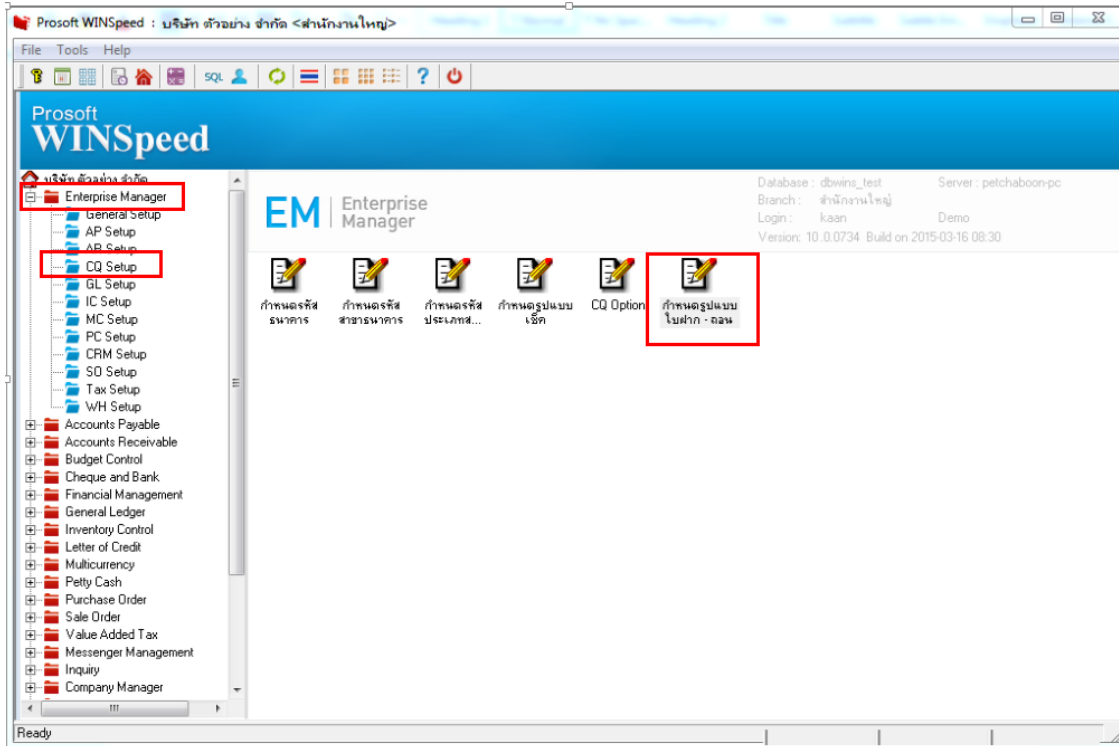 Prosoft WINSpeed : บริษัท ตัวอย่าง จำกัด <สำนักงานใหญ่>
File Tools Help
SQL
?
Prosoft
WINSpeed
บริษัท ตัวอย่าง จำกัด
Enterprise Manager
General Setup
AP Setup
AR Setup
CQ Setup
GL Setup
IC Setup
MC Setup
PC Setup
CRM Setup
SO Setup
Tax Setup
WH Setup
Accounts Payable
Accounts Receivable
Budget Control
Cheque and Bank
Financial Management
General Ledger
Inventory Control
Letter of Credit
Multicurrency
Petty Cash
Purchase Order
Sale Order
Value Added Tax
Messenger Management
Inquiry
Company Manager
EM Enterprise
Manager
Database : dbwins_test Server : petchaboon-pc
Branch : สำนักงานใหญ่
Login : kaan Demo
Version: 10.0.0734 Build on 2015-03-16 08:30
กำหนดรหัส
ธนาคาร
กำหนดรหัส
สาขาธนาคาร
กำหนดรหัส
ประเภทส...
กำหนดรูปแบบ
เช็ค
CQ Option
กำหนดรูปแบบ
ใบฝาก - ถอน
Ready